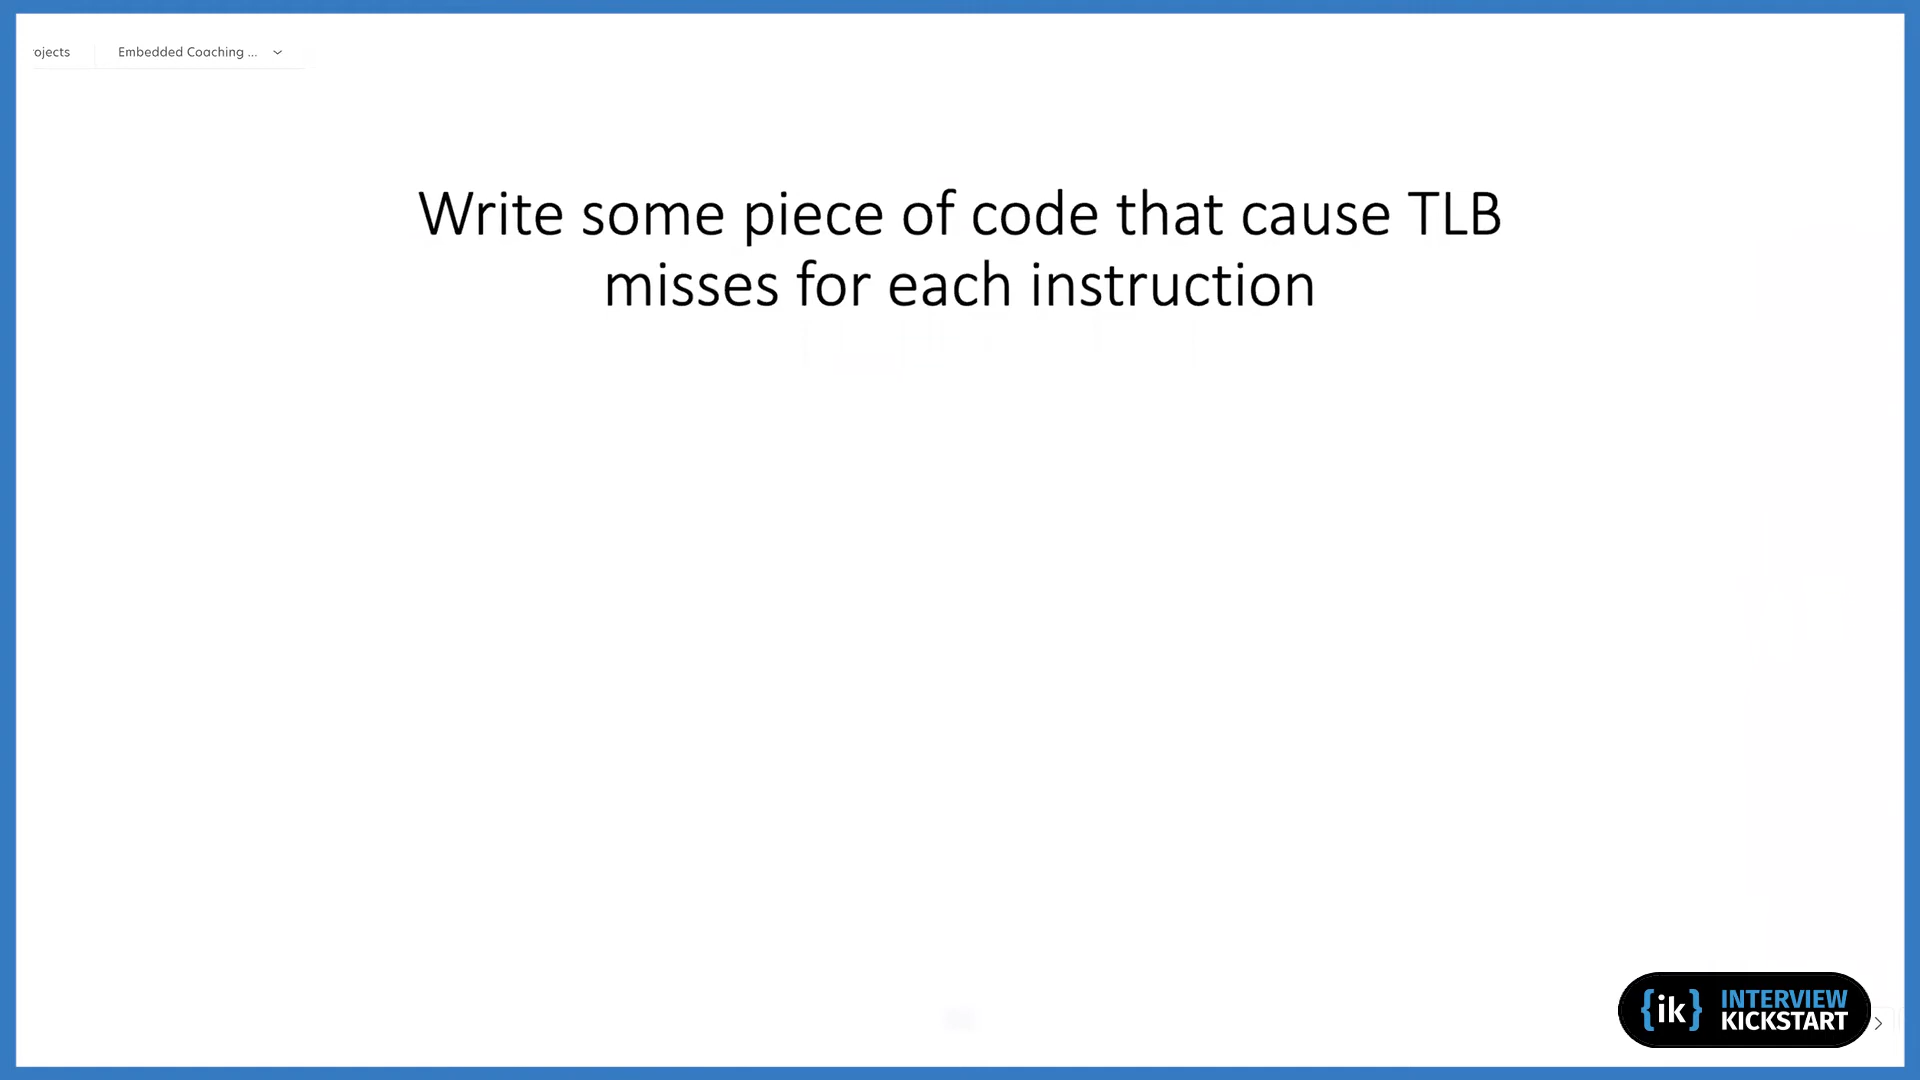 ojects
Embedded Coaching ...
Write some piece of code that cause TLB
misses for each instruction
{ik} INTERVIEW
KICKSTART